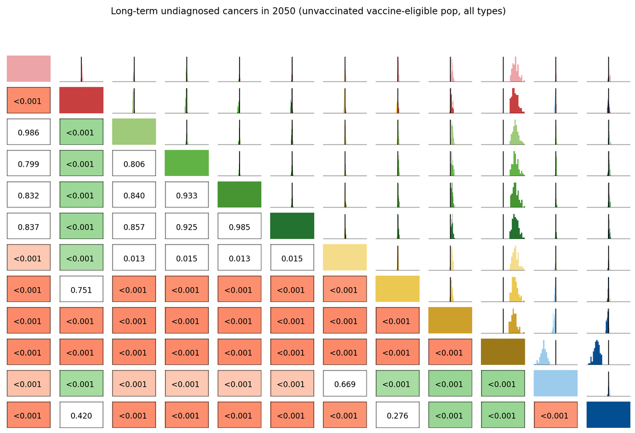 Long-term undiagnosed cancers in 2050 (unvaccinated vaccine-eligible pop, all types)
<0.001
0.986 <0.001
0.799 <0.001 0.806
0.832 <0.001 0.840 0.933
0.837 <0.001 0.857 0.925 0.985
<0.001 <0.001 0.013 0.015 0.013 0.015
<0.001 0.751 <0.001 <0.001 <0.001 <0.001 <0.001
<0.001 <0.001 <0.001 <0.001 <0.001 <0.001 <0.001 <0.001
<0.001 <0.001 <0.001 <0.001 <0.001 <0.001 <0.001 <0.001 <0.001
<0.001 <0.001 <0.001 <0.001 <0.001 <0.001 0.669 <0.001 <0.001 <0.001
<0.001 0.420 <0.001 <0.001 <0.001 <0.001 <0.001 0.276 <0.001 <0.001 <0.001